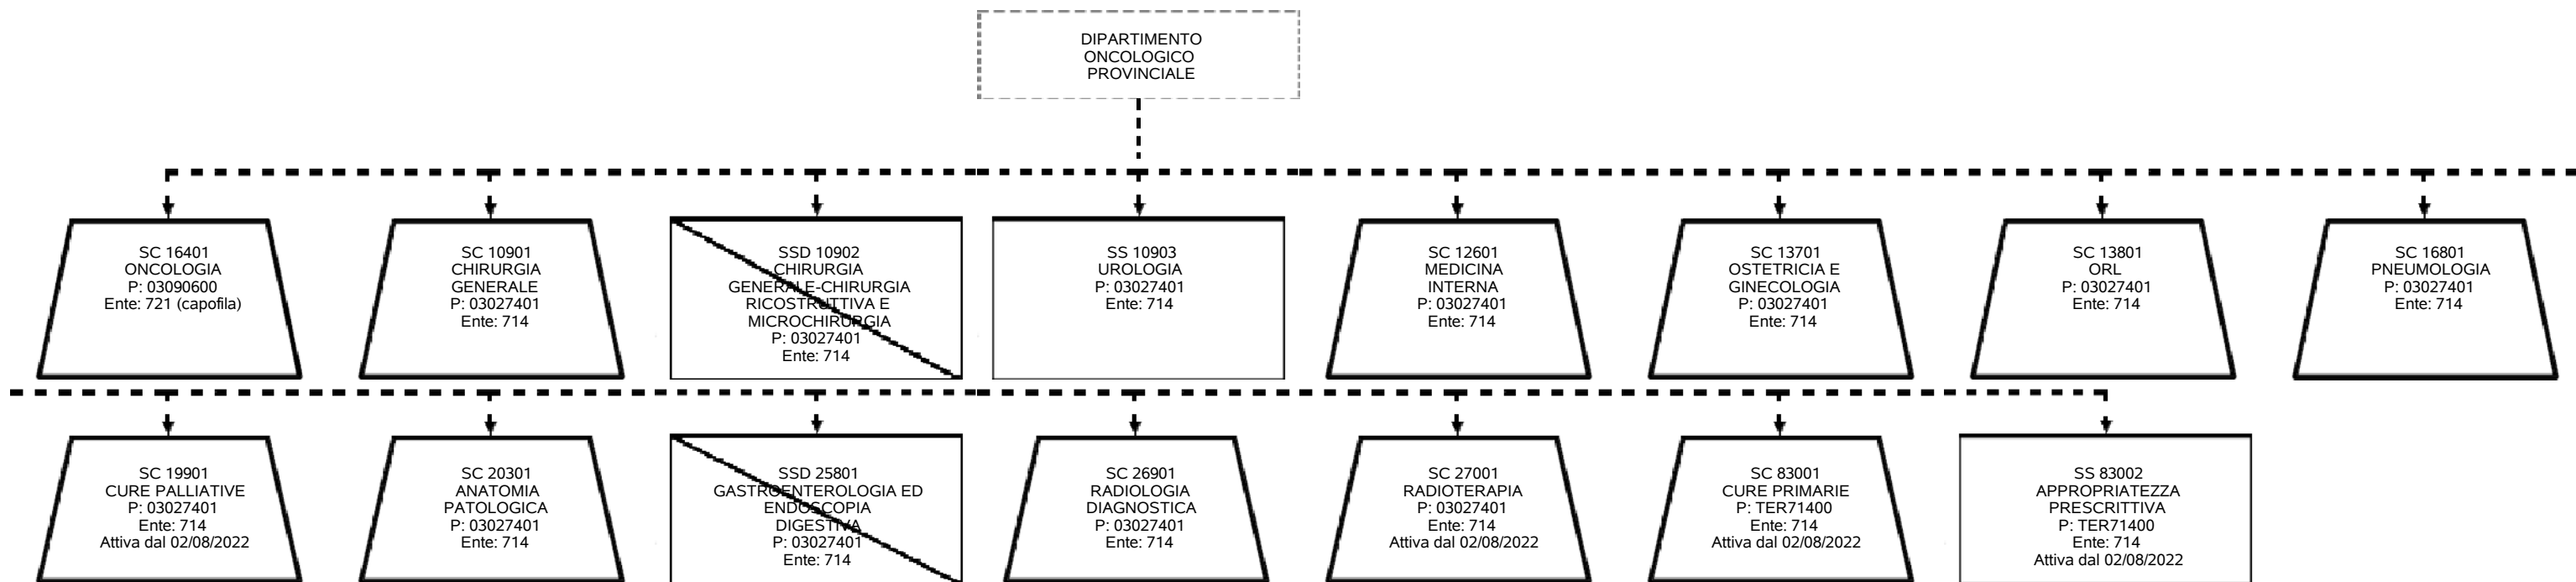 DIPARTIMENTO
ONCOLOGICO
PROVINCIALE
SC 16401
ONCOLOGIA
P: 03090600
Ente: 721 (capofila)
SC 10901
CHIRURGIA
GENERALE
P: 03027401
Ente: 714
SSD 10902
CHIRURGIA
GENERALE-CHIRURGIA
RICOSTRUTTIVA E
MICROCHIRURGIA
P: 03027401
Ente: 714
SS 10903
UROLOGIA
P: 03027401
Ente: 714
SC 12601
MEDICINA
INTERNA
P: 03027401
Ente: 714
SC 13701
OSTETRICIA E
GINECOLOGIA
P: 03027401
Ente: 714
SC 13801
ORL
P: 03027401
Ente: 714
SC 16801
PNEUMOLOGIA
P: 03027401
Ente: 714
SC 19901
CURE PALLIATIVE
P: 03027401
Ente: 714
Attiva dal 02/08/2022
SC 20301
ANATOMIA
PATOLOGICA
P: 03027401
Ente: 714
SSD 25801
GASTROENTEROLOGIA ED
ENDOSCOPIA
DIGESTIVA
P: 03027401
Ente: 714
SC 26901
RADIOLOGIA
DIAGNOSTICA
P: 03027401
Ente: 714
SC 27001
RADIOTERAPIA
P: 03027401
Ente: 714
Attiva dal 02/08/2022
SC 83001
CURE PRIMARIE
P: TER71400
Ente: 714
Attiva dal 02/08/2022
SS 83002
APPROPRIATEZZA
PRESCRITTIVA
P: TER71400
Ente: 714
Attiva dal 02/08/2022